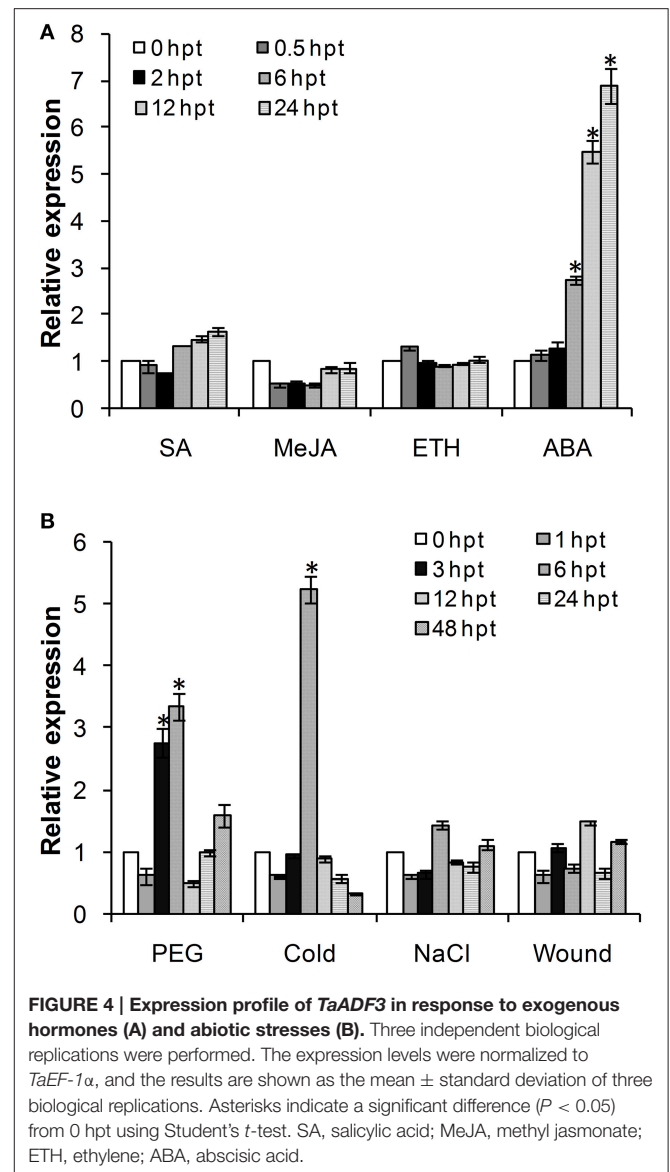 A
8
7
6
5
4
3
2
1
0
Relative expression
0 hpt 0.5 hpt
2 hpt 6 hpt
12 hpt 24 hpt
* * *
SA MeJA ETH ABA
B
6
5
4
3
2
1
0
Relative expression
0 hpt 1 hpt
3 hpt 6 hpt
12 hpt 24 hpt
48 hpt
* * *
PEG Cold NaCl Wound
FIGURE 4 | Expression profile of TaADF3 in response to exogenous
hormones (A) and abiotic stresses (B). Three independent biological
replications were performed. The expression levels were normalized to
TaEF-1α, and the results are shown as the mean ± standard deviation of three
biological replications. Asterisks indicate a significant difference (P < 0.05)
from 0 hpt using Student's t-test. SA, salicylic acid; MeJA, methyl jasmonate;
ETH, ethylene; ABA, abscisic acid.